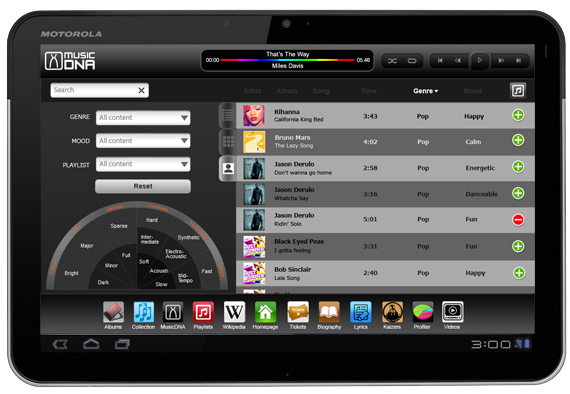 MOTOROLA
MUSIC
DNA
That's The Way
00:00
05:46
Miles Davis
Search
Artist Album Song Time Genre Mood
GENRE All content
MOOD All content
PLAYLIST All content
Reset
Hard
Sparse
Inter-
mediate
Synthetic
Major
Full
Electro-
Acoustic
Minor
Soft
Bright
Acoustic
Mid-
Tempo
Fast
Dark
Slow
Rihanna
California King Bed
3:43 Pop Happy
Bruno Mars
The Lazy Song
4:02 Pop Calm
Jason Derulo
Don't wanna go home
2:58 Pop Energetic
Jason Derulo
Whatcha Say
3:16 Pop Danceable
Jason Derulo
Ridin' Solo
5:01 Pop Fun
Black Eyed Peas
I gotta feeling
3:31 Pop Fun
Bob Sinclair
Lala Song
2:40 Pop Happy
Albums Collection MusicDNA Playlists Wikipedia Homepage Tickets Biography Lyrics Kaizers Profiler Videos
3:00